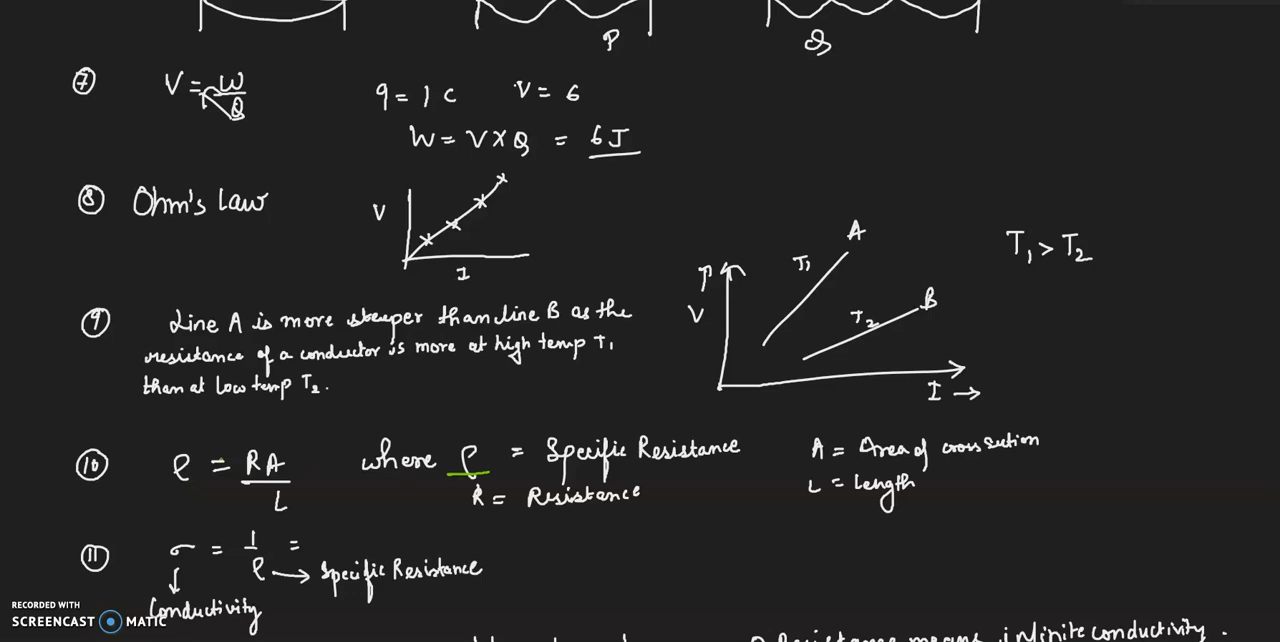 P
⑦ V = W/Q q = 1 C V = 6
W = V X Q = 6 J
⑧ Ohm's Law
V
I
A
T₁
T₁ > T₂
V
B
T₂
I →
⑨ Line A is more steeper than line B as the
resistance of a conductor is more at high temp T₁
than at low temp T₂.
⑩ ρ = RA/L where ρ = Specific Resistance A = Area of cross section
R = Resistance L = Length
⑪ σ = 1/ρ =
→ Specific Resistance
Conductivity
RECORDED WITH
SCREENCAST MATIC
Resistance means infinite conductivity.